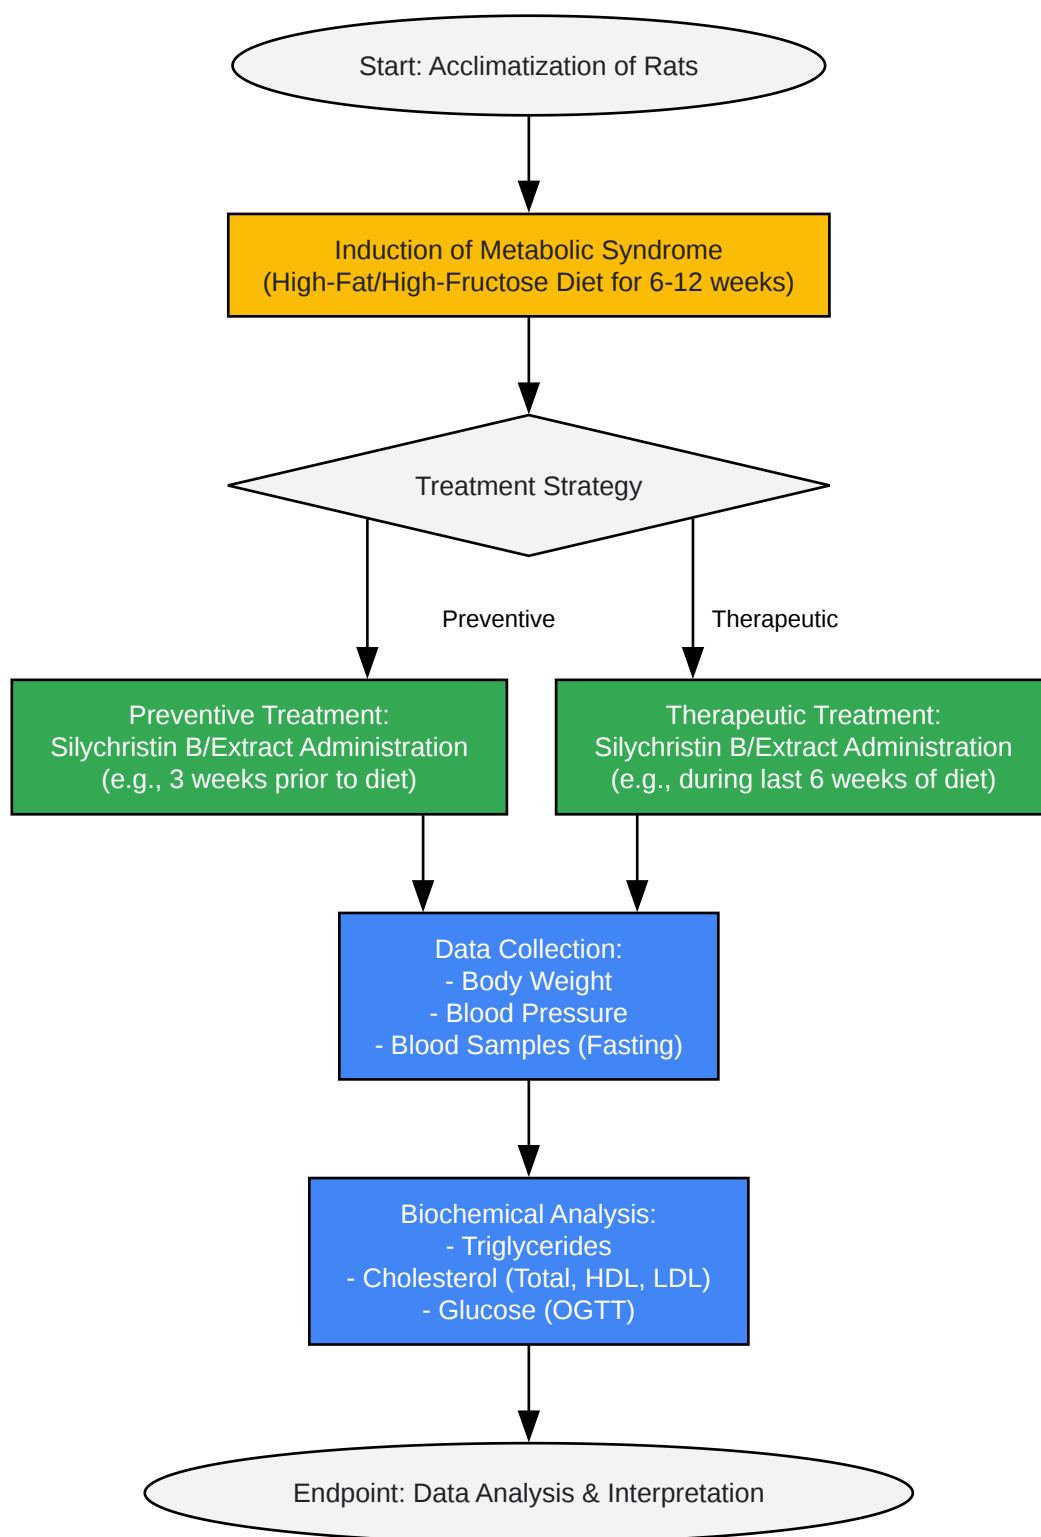 Start: Acclimatization of Rats
Induction of Metabolic Syndrome
(High-Fat/High-Fructose Diet for 6-12 weeks)
Treatment Strategy
Preventive
Therapeutic
Preventive Treatment:
Silychristin B/Extract Administration
(e.g., 3 weeks prior to diet)
Therapeutic Treatment:
Silychristin B/Extract Administration
(e.g., during last 6 weeks of diet)
Data Collection:
- Body Weight
- Blood Pressure
- Blood Samples (Fasting)
Biochemical Analysis:
- Triglycerides
- Cholesterol (Total, HDL, LDL)
- Glucose (OGTT)
Endpoint: Data Analysis & Interpretation